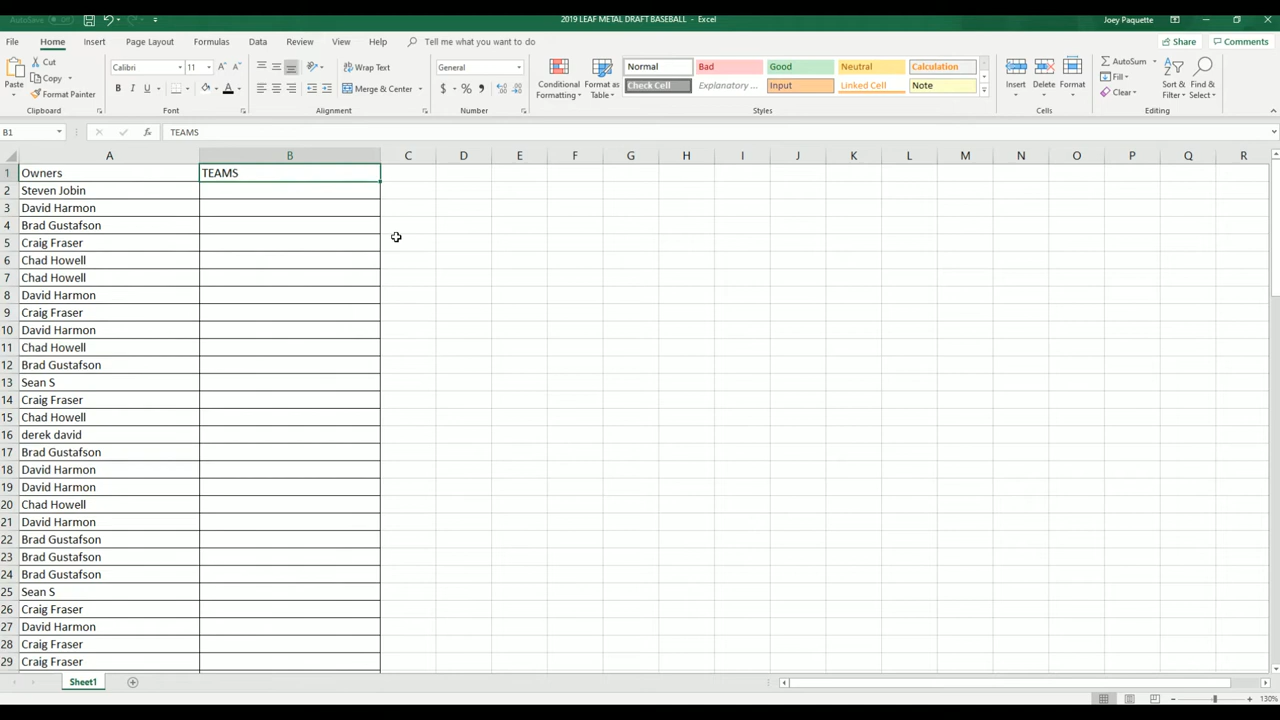 AutoSave Off
2019 LEAF METAL DRAFT BASEBALL - Excel
Joey Paquette
File Home Insert Page Layout Formulas Data Review View Help Tell me what you want to do
Share Comments
Paste
Cut
Copy
Format Painter
Clipboard
Calibri 11
B I U
Font
Wrap Text
Merge & Center
Alignment
General
$ % ,
Number
Conditional Formatting
Format as Table
Normal Bad Good Neutral Calculation
Check Cell Explanatory ... Input Linked Cell Note
Styles
Insert Delete Format
Cells
AutoSum
Fill
Clear
Sort & Filter
Find & Select
Editing
B1 fx TEAMS
A B C D E F G H I J K L M N O P Q R
1 Owners TEAMS
2 Steven Jobin
3 David Harmon
4 Brad Gustafson
5 Craig Fraser
6 Chad Howell
7 Chad Howell
8 David Harmon
9 Craig Fraser
10 David Harmon
11 Chad Howell
12 Brad Gustafson
13 Sean S
14 Craig Fraser
15 Chad Howell
16 derek david
17 Brad Gustafson
18 David Harmon
19 David Harmon
20 Chad Howell
21 David Harmon
22 Brad Gustafson
23 Brad Gustafson
24 Brad Gustafson
25 Sean S
26 Craig Fraser
27 David Harmon
28 Craig Fraser
29 Craig Fraser
Sheet1
130%